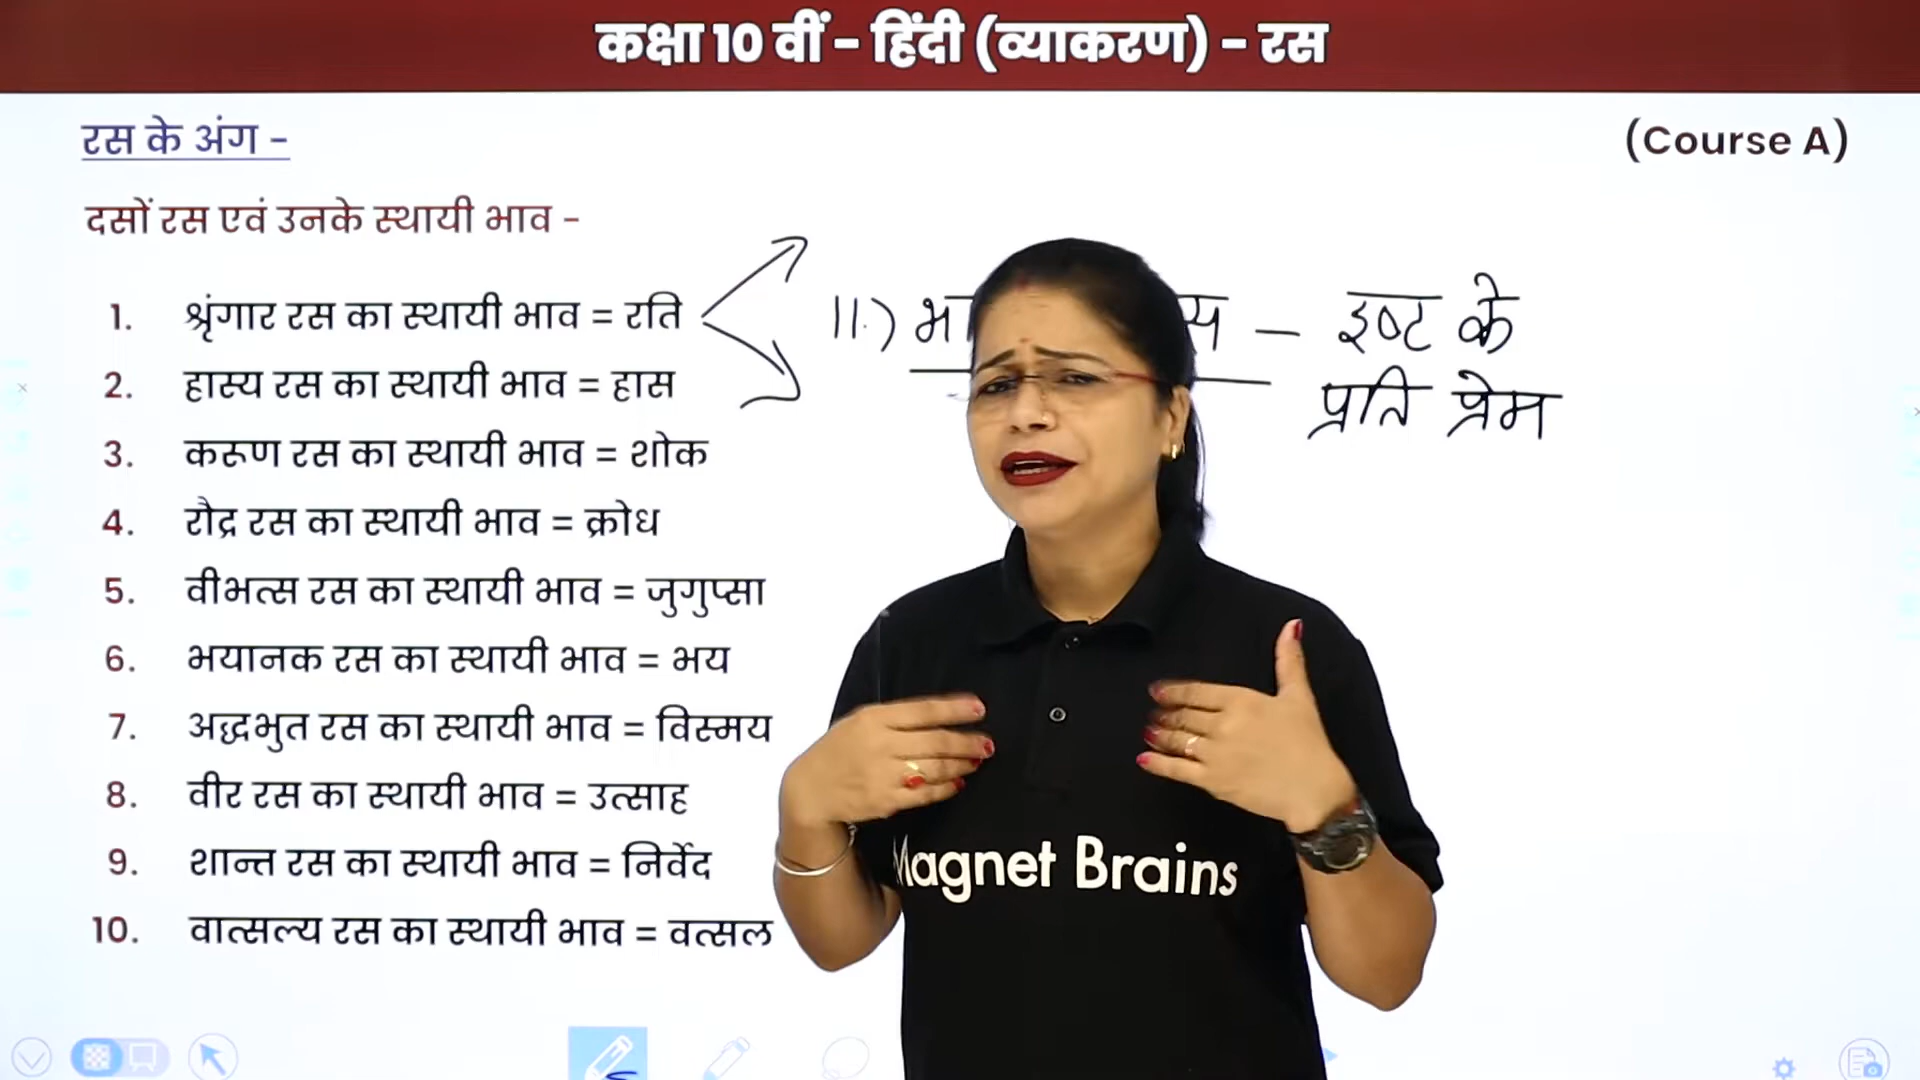 कक्षा 10 वीं - हिंदी (व्याकरण) - रस
रस के अंग -
(Course A)
दसों रस एवं उनके स्थायी भाव -
1. श्रृंगार रस का स्थायी भाव = रति
2. हास्य रस का स्थायी भाव = हास
3. करूण रस का स्थायी भाव = शोक
4. रौद्र रस का स्थायी भाव = क्रोध
5. वीभत्स रस का स्थायी भाव = जुगुप्सा
6. भयानक रस का स्थायी भाव = भय
7. अद्धभुत रस का स्थायी भाव = विस्मय
8. वीर रस का स्थायी भाव = उत्साह
9. शान्त रस का स्थायी भाव = निर्वेद
10. वात्सल्य रस का स्थायी भाव = वत्सल
11.) — इष्ट के
प्रति प्रेम
Magnet Brains